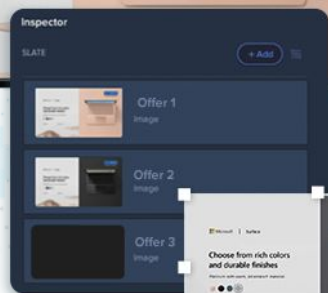 Inspector
SLATE
+ Add
Offer 1
Image
Offer 2
Image
Offer 3
Image
Microsoft | Surface
Choose from rich colors
and durable finishes